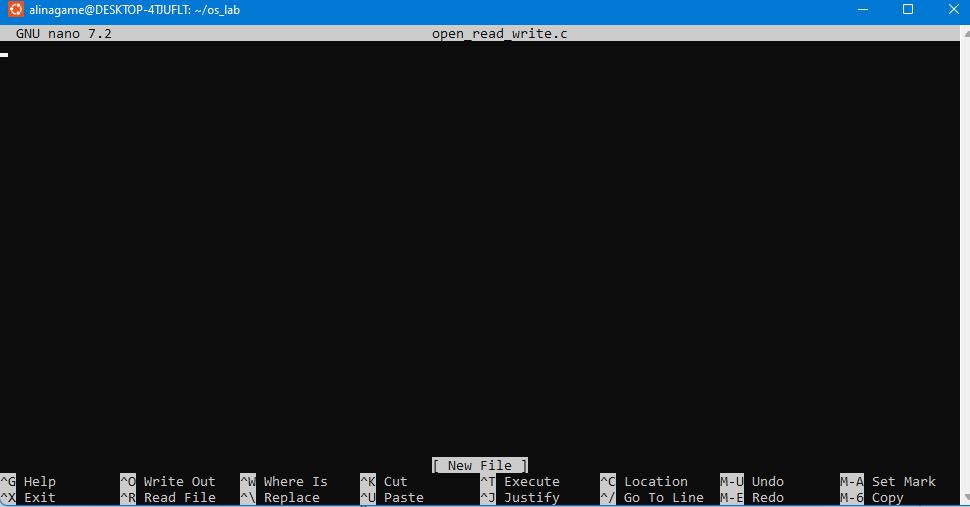 alinagame@DESKTOP-4TJUFLT: ~/os_lab
GNU nano 7.2 open_read_write.c
[ New File ]
^G Help ^O Write Out ^W Where Is ^K Cut ^T Execute ^C Location M-U Undo M-A Set Mark
^X Exit ^R Read File ^\ Replace ^U Paste ^J Justify ^/ Go To Line M-E Redo M-6 Copy